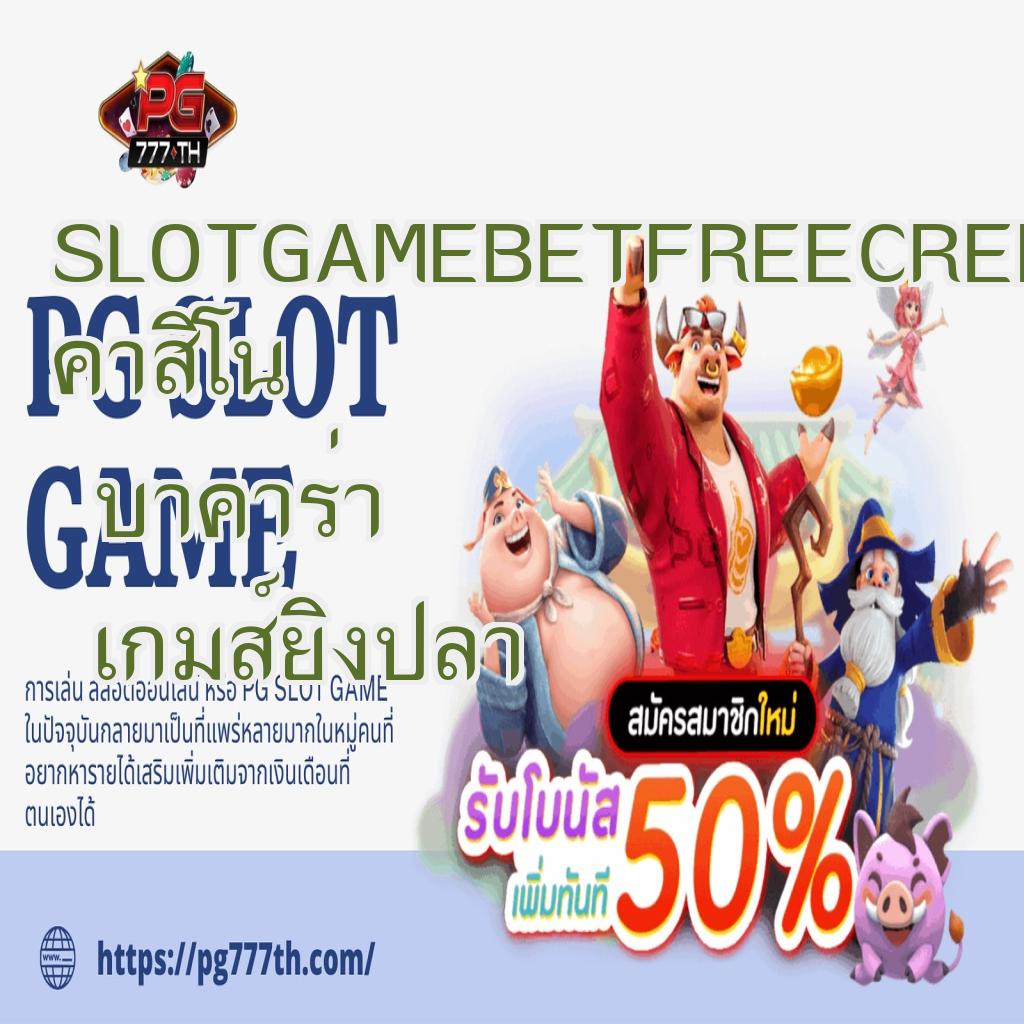 PG
777 TH
SLOTGAMEBETFREECRE
PG SLOT
คาสิโน
GAME
บาคาร่า
เกมส์ยิงปลา
การเล่น สล็อตออนไลน์ หรือ PG SLOT GAME
ในปัจจุบันกลายมาเป็นที่แพร่หลายมากในหมู่คนที่
อยากหารายได้เสริมเพิ่มเติมจากเงินเดือนที่
ตนเองได้
สมัครสมาชิกใหม่
รับโบนัส
เพิ่มทันที
50%
www.
https://pg777th.com/